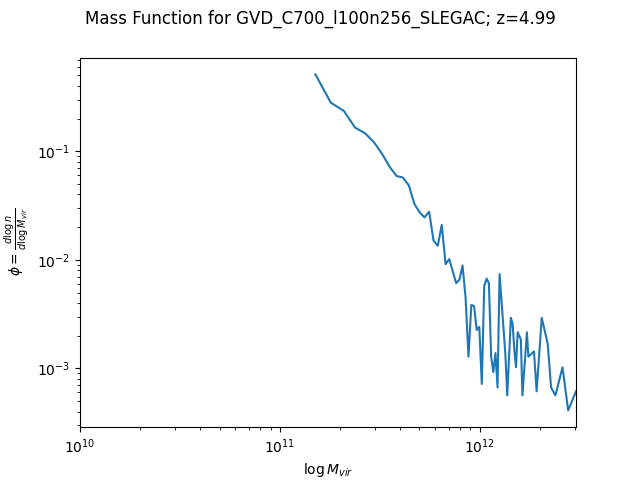 Mass Function for GVD_C700_l100n256_SLEGAC; z=4.99
10⁻¹
10⁻²
10⁻³
ϕ = d log n / d log M_vir
10¹⁰ 10¹¹ 10¹²
log M_vir